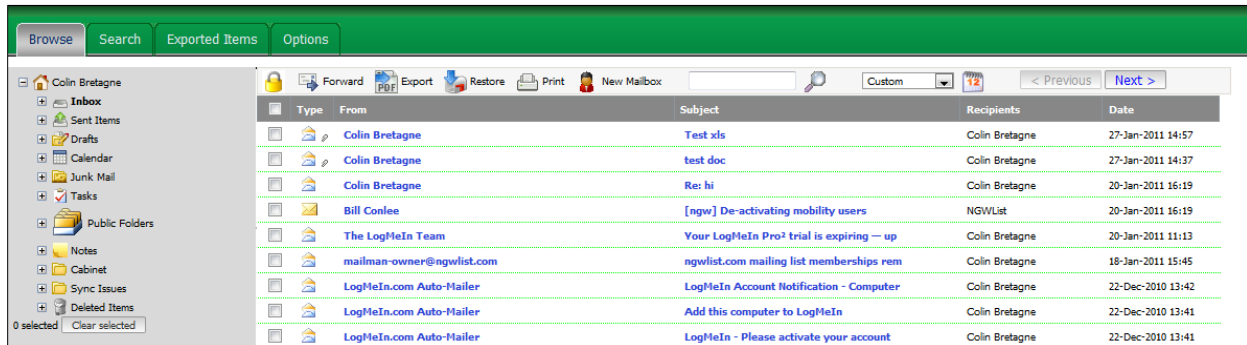 Browse Search Exported Items Options
Colin Bretagne
Inbox
Sent Items
Drafts
Calendar
Junk Mail
Tasks
Public Folders
Notes
Cabinet
Sync Issues
Deleted Items
0 selected Clear selected
Forward PDF Export Restore Print New Mailbox Custom 12 < Previous Next >
Type From Subject Recipients Date
Colin Bretagne Test xls Colin Bretagne 27-Jan-2011 14:57
Colin Bretagne test doc Colin Bretagne 27-Jan-2011 14:37
Colin Bretagne Re: hi Colin Bretagne 20-Jan-2011 16:19
Bill Conlee [ngw] De-activating mobility users NGWList 20-Jan-2011 16:19
The LogMeIn Team Your LogMeIn Pro² trial is expiring — up Colin Bretagne 20-Jan-2011 11:13
mailman-owner@ngwlist.com ngwlist.com mailing list memberships rem Colin Bretagne 18-Jan-2011 15:45
LogMeIn.com Auto-Mailer LogMeIn Account Notification - Computer Colin Bretagne 22-Dec-2010 13:42
LogMeIn.com Auto-Mailer Add this computer to LogMeIn Colin Bretagne 22-Dec-2010 13:41
LogMeIn.com Auto-Mailer LogMeIn - Please activate your account Colin Bretagne 22-Dec-2010 13:41